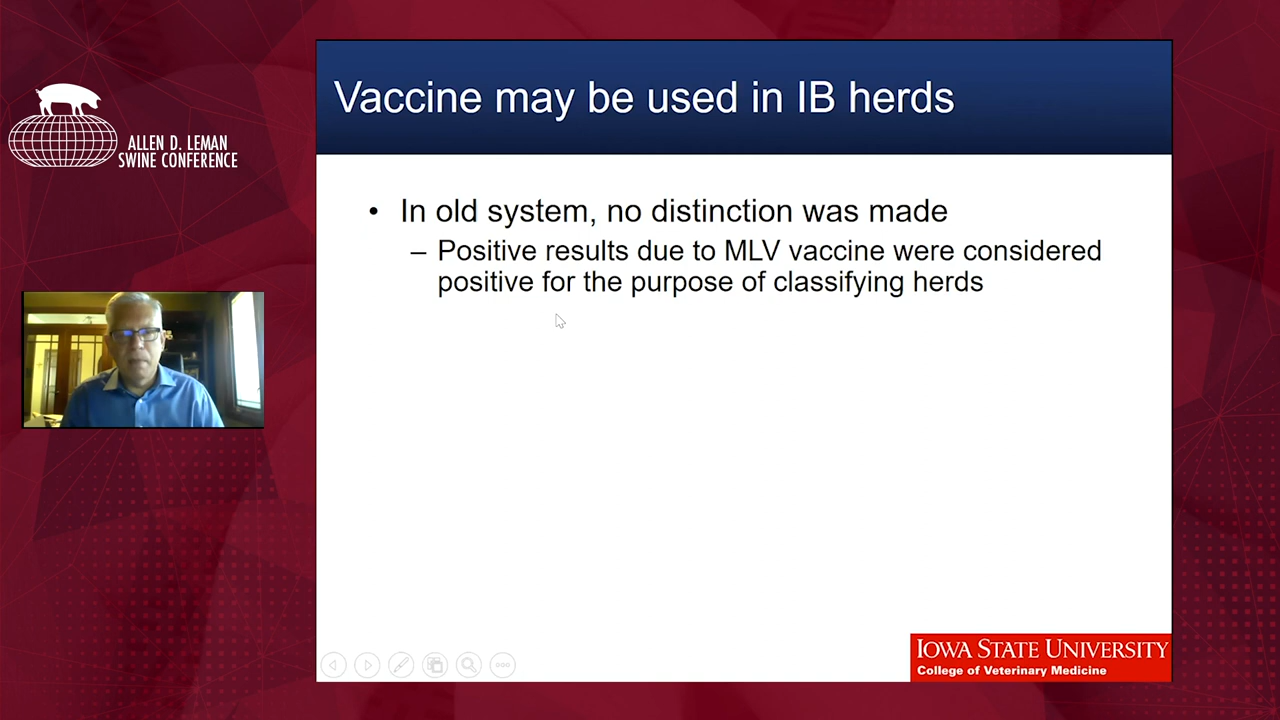 ALLEN D. LEMAN
SWINE CONFERENCE
Vaccine may be used in IB herds
• In old system, no distinction was made
– Positive results due to MLV vaccine were considered
positive for the purpose of classifying herds
IOWA STATE UNIVERSITY
College of Veterinary Medicine